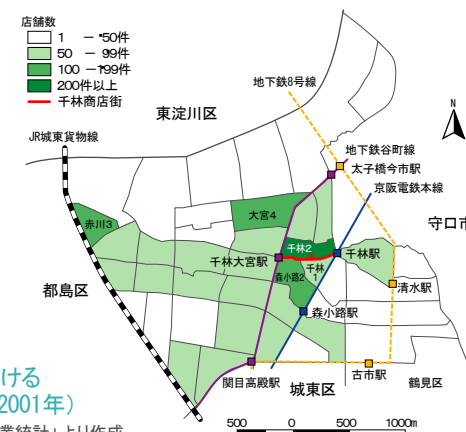 店舗数
1 －50件
50 －99件
100 －199件
200件以上
千林商店街
地下鉄8号線
東淀川区
N
JR城東貨物線
地下鉄谷町線
太子橋今市駅
京阪電鉄本線
大宮4
赤川3
守口市
千林2
千林大宮駅
千林駅
千林
1
森小路2
都島区
清水駅
森小路駅
ける
関目高殿駅
古市駅
2001年）
城東区
鶴見区
業統計」より作成
500 0 500 1000m